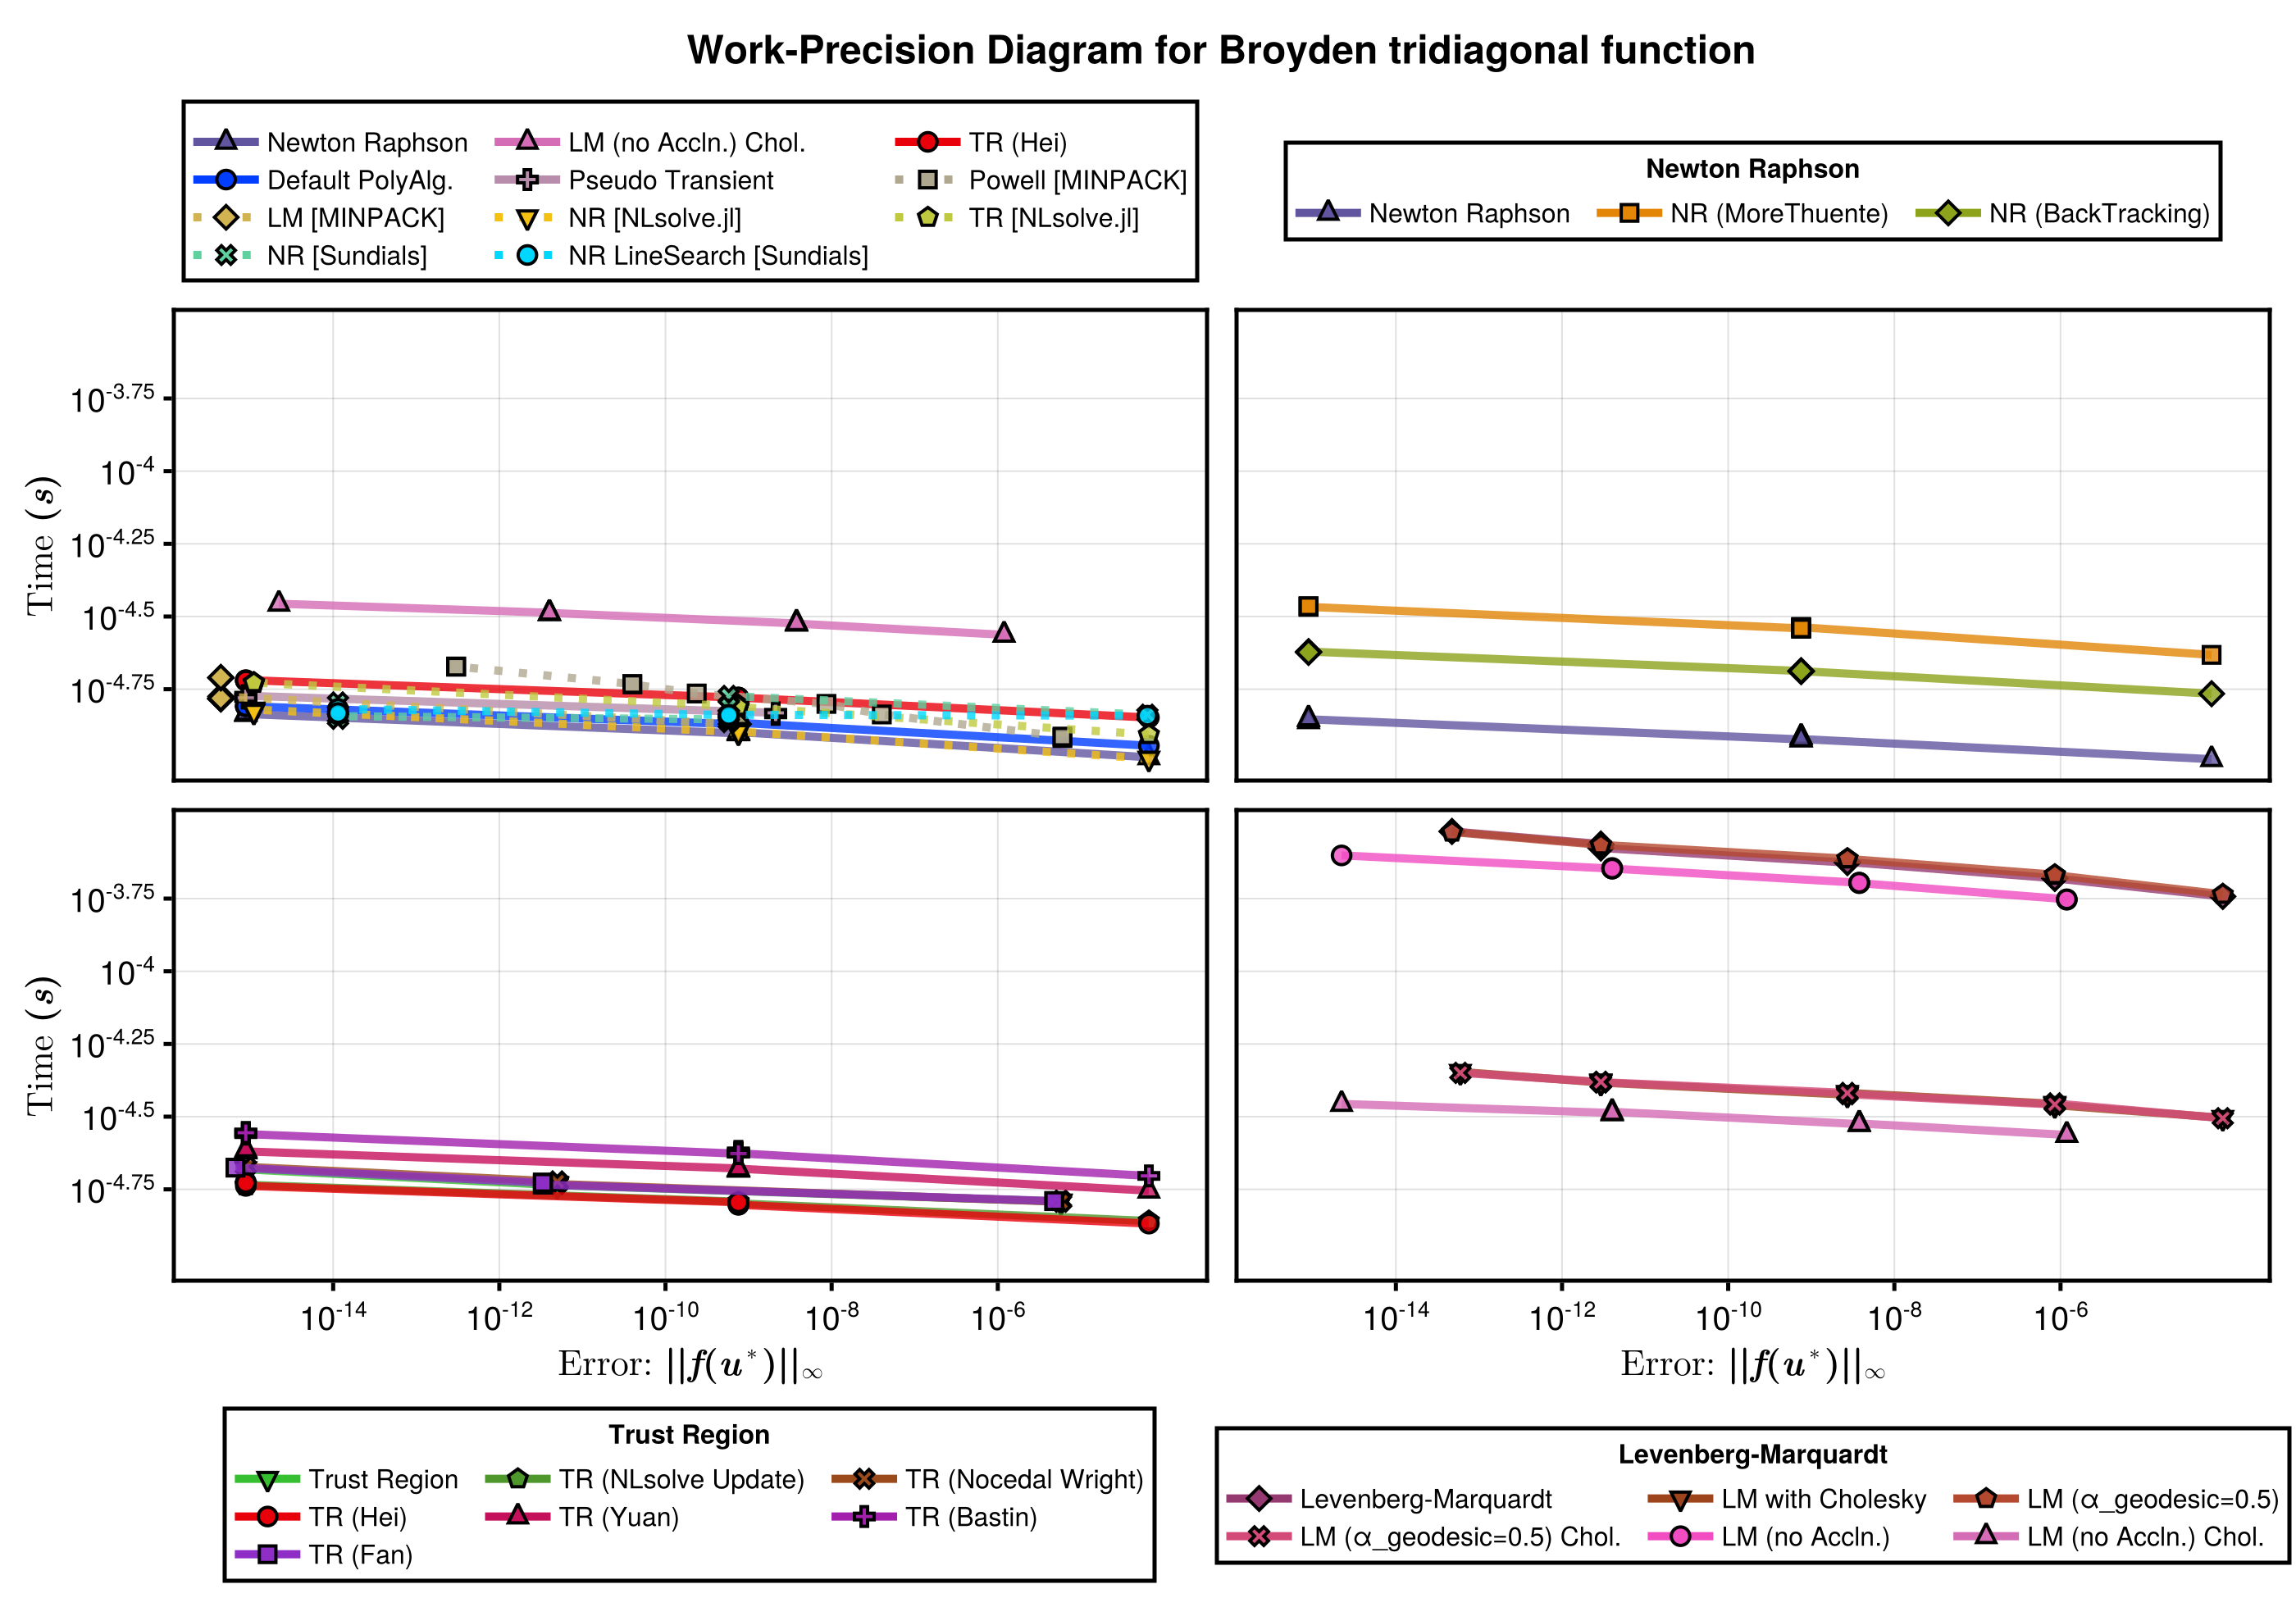 Work-Precision Diagram for Broyden tridiagonal function
Newton Raphson LM (no Accln.) Chol. TR (Hei)
Default PolyAlg. Pseudo Transient Powell [MINPACK]
LM [MINPACK] NR [NLsolve.jl] TR [NLsolve.jl]
NR [Sundials] NR LineSearch [Sundials]
Newton Raphson
Newton Raphson NR (MoreThuente) NR (BackTracking)
Time (s)
10^-3.75
10^-4
10^-4.25
10^-4.5
10^-4.75
Time (s)
10^-3.75
10^-4
10^-4.25
10^-4.5
10^-4.75
10^-14 10^-12 10^-10 10^-8 10^-6
Error: ||f(u*)||∞
10^-14 10^-12 10^-10 10^-8 10^-6
Error: ||f(u*)||∞
Trust Region
Trust Region TR (NLsolve Update) TR (Nocedal Wright)
TR (Hei) TR (Yuan) TR (Bastin)
TR (Fan)
Levenberg-Marquardt
Levenberg-Marquardt LM with Cholesky LM (α_geodesic=0.5)
LM (α_geodesic=0.5) Chol. LM (no Accln.) LM (no Accln.) Chol.